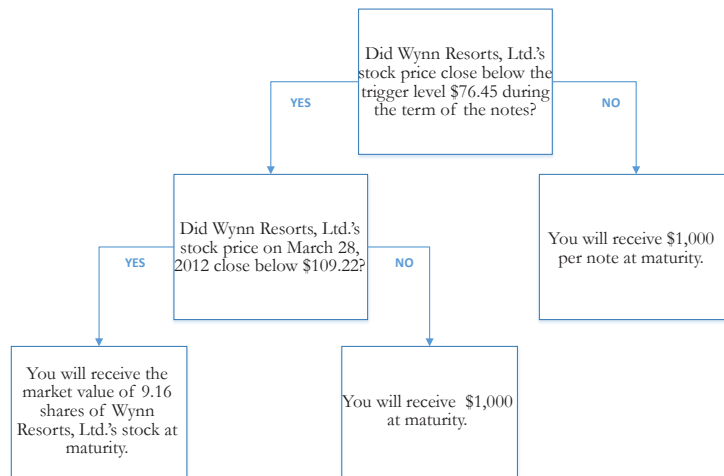 Did Wynn Resorts, Ltd.'s
stock price close below the
trigger level $76.45 during
the term of the notes?
YES
NO
Did Wynn Resorts, Ltd.'s
stock price on March 28,
2012 close below $109.22?
You will receive $1,000
per note at maturity.
YES
NO
You will receive the
market value of 9.16
shares of Wynn
Resorts, Ltd.'s stock at
maturity.
You will receive $1,000
at maturity.